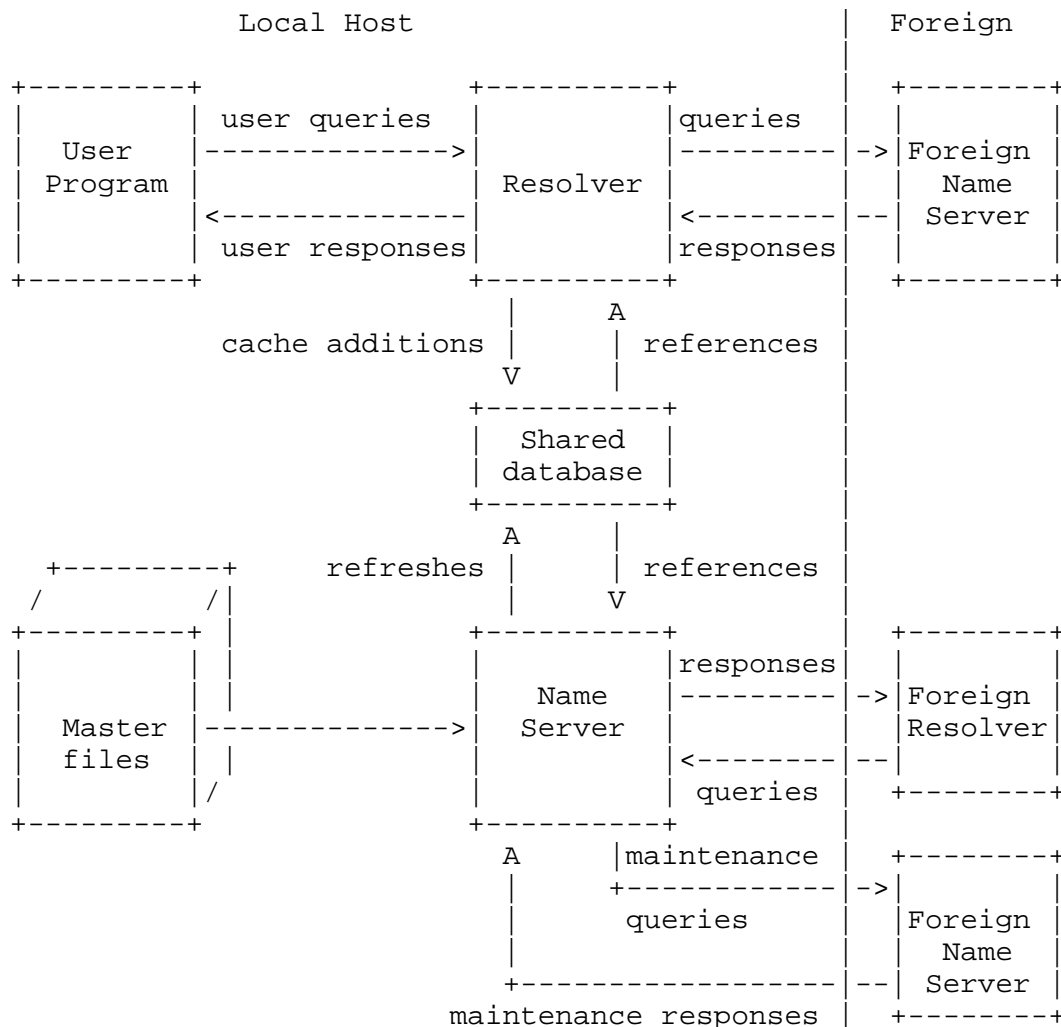 Local Host | Foreign
|
+---------+ +----------+ | +--------+
| | user queries | |queries | | |
| User |-------------->| |---------|->|Foreign |
| Program | | Resolver | | | Name |
| |<--------------| |<--------|--| Server |
| | user responses| |responses| | |
+---------+ +----------+ | +--------+
| A |
cache additions | | references |
V | |
+----------+ |
| Shared | |
| database | |
+----------+ |
A | |
+---------+ refreshes | | references |
/ /| | V |
+---------+ | +----------+ | +--------+
| | | | |responses| | |
| | | | Name |---------|->|Foreign |
| Master |-------------->| Server | | |Resolver|
| files | | | |<--------|--| |
| |/ | | queries | +--------+
+---------+ +----------+ |
A |maintenance | +--------+
| +------------|->| |
| queries | |Foreign |
| | | Name |
+------------------|--| Server |
maintenance responses | +--------+